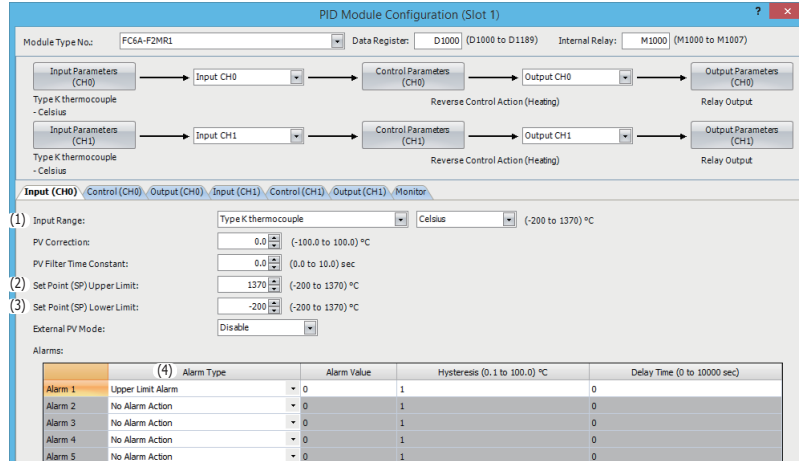 PID Module Configuration (Slot 1) ? ×
Module Type No.: FC6A-F2MR1 Data Register: D1000 (D1000 to D1189) Internal Relay: M1000 (M1000 to M1007)
Input Parameters (CH0) Input CH0 Control Parameters (CH0) Output CH0 Output Parameters (CH0)
Type K thermocouple Reverse Control Action (Heating) Relay Output
- Celsius
Input Parameters (CH1) Input CH1 Control Parameters (CH1) Output CH1 Output Parameters (CH1)
Type K thermocouple Reverse Control Action (Heating) Relay Output
- Celsius
Input (CH0) Control (CH0) Output (CH0) Input (CH1) Control (CH1) Output (CH1) Monitor
(1) Input Range: Type K thermocouple Celsius (-200 to 1370) ºC
PV Correction: 0.0 (-100.0 to 100.0) ºC
PV Filter Time Constant: 0.0 (0.0 to 10.0) sec
(2) Set Point (SP) Upper Limit: 1370 (-200 to 1370) ºC
(3) Set Point (SP) Lower Limit: -200 (-200 to 1370) ºC
External PV Mode: Disable
Alarms:
(4) Alarm Type Alarm Value Hysteresis (0.1 to 100.0) ºC Delay Time (0 to 10000 sec)
Alarm 1 Upper Limit Alarm 0 1 0
Alarm 2 No Alarm Action 0 1 0
Alarm 3 No Alarm Action 0 1 0
Alarm 4 No Alarm Action 0 1 0
Alarm 5 No Alarm Action 0 1 0